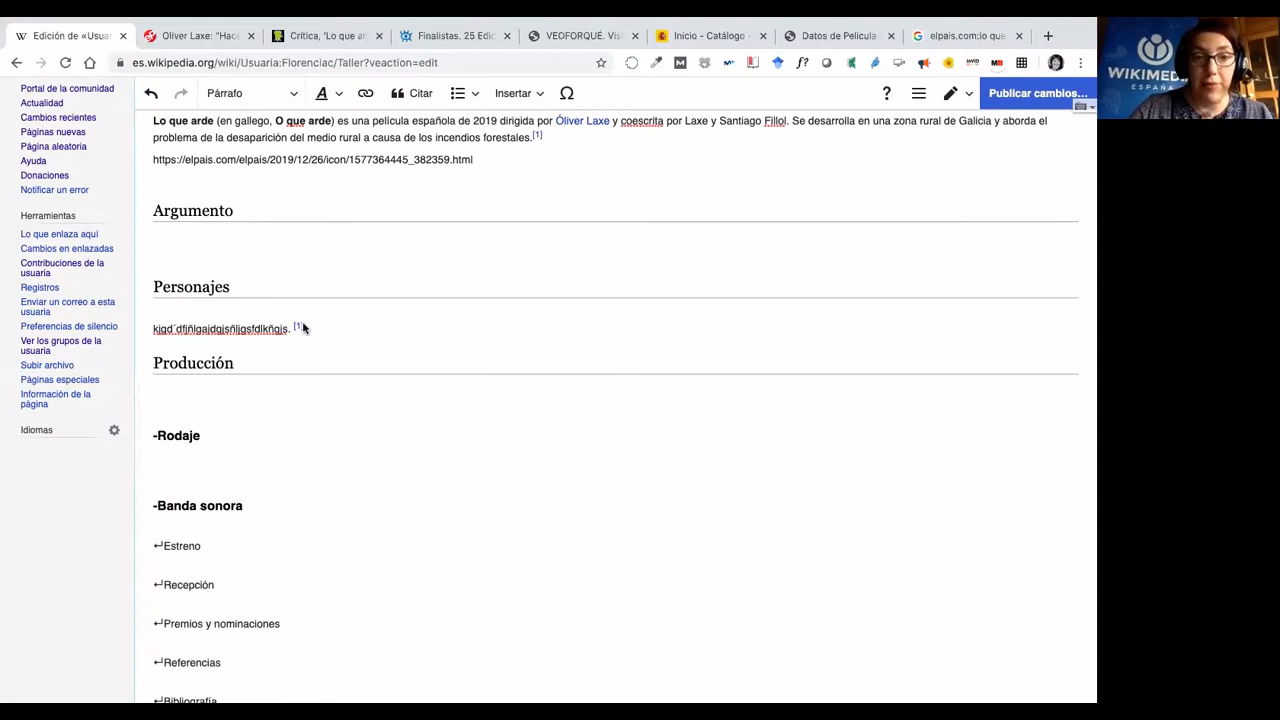 Edición de «Usuar
Oliver Laxe: "Hace
Crítica, 'Lo que ar
Finalistas. 25 Edic
VEOFORQUÉ. Visi
Inicio - Catálogo -
Datos de Pelicula
elpais.com:lo que
es.wikipedia.org/wiki/Usuaria:Florenciac/Taller?veaction=edit
WIKIMEDIA
ESPAÑA
Párrafo
A
Citar
Insertar
Ω
?
Publicar cambios...
Portal de la comunidad
Actualidad
Cambios recientes
Páginas nuevas
Página aleatoria
Ayuda
Donaciones
Notificar un error
Herramientas
Lo que enlaza aquí
Cambios en enlazadas
Contribuciones de la
usuaria
Registros
Enviar un correo a esta
usuaria
Preferencias de silencio
Ver los grupos de la
usuaria
Subir archivo
Páginas especiales
Información de la
página
Idiomas
Lo que arde (en gallego, O que arde) es una película española de 2019 dirigida por Óliver Laxe y coescrita por Laxe y Santiago Fillol. Se desarrolla en una zona rural de Galicia y aborda el
problema de la desaparición del medio rural a causa de los incendios forestales.[1]
https://elpais.com/elpais/2019/12/26/icon/1577364445_382359.html
Argumento
Personajes
[1]
Producción
-Rodaje
-Banda sonora
↵Estreno
↵Recepción
↵Premios y nominaciones
↵Referencias
↵Bibliografía